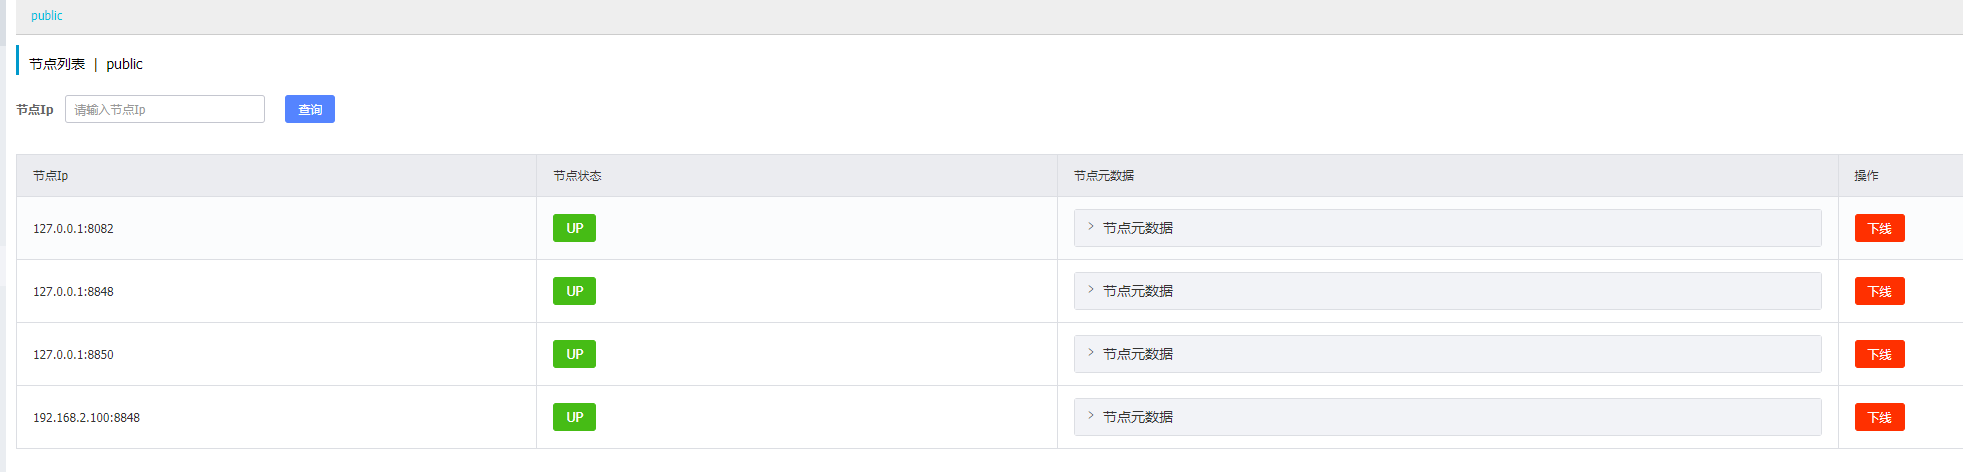 public
节点列表 | public
节点Ip 请输入节点Ip 查询
节点Ip 节点状态 节点元数据 操作
127.0.0.1:8082 UP 节点元数据 下线
127.0.0.1:8848 UP 节点元数据 下线
127.0.0.1:8850 UP 节点元数据 下线
192.168.2.100:8848 UP 节点元数据 下线